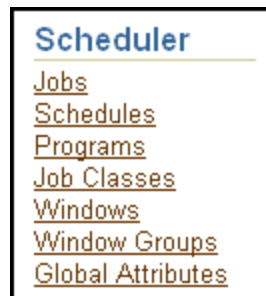 Scheduler
Jobs
Schedules
Programs
Job Classes
Windows
Window Groups
Global Attributes